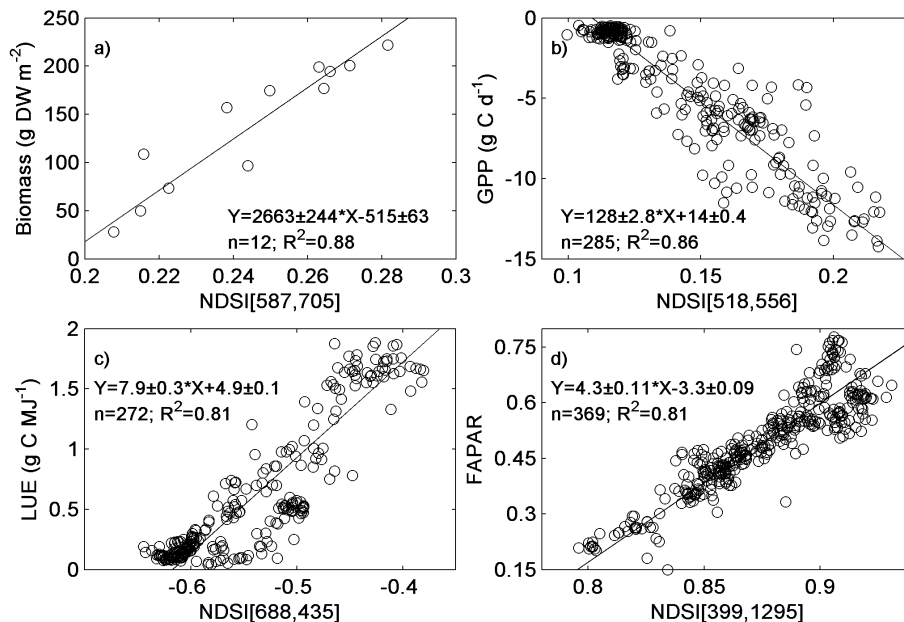 a)
250
200
150
100
50
0
Biomass (g DW m-2)
Y=2663±244*X-515±63
n=12; R2=0.88
0.2 0.22 0.24 0.26 0.28 0.3
NDSI[587,705]
b)
0
-5
-10
-15
GPP (g C d-1)
Y=128±2.8*X+14±0.4
n=285; R2=0.86
0.1 0.15 0.2
NDSI[518,556]
c)
2
1.5
1
0.5
0
LUE (g C MJ-1)
Y=7.9±0.3*X+4.9±0.1
n=272; R2=0.81
-0.6 -0.5 -0.4
NDSI[688,435]
d)
0.75
0.6
0.45
0.3
0.15
FAPAR
Y=4.3±0.11*X-3.3±0.09
n=369; R2=0.81
0.8 0.85 0.9
NDSI[399,1295]